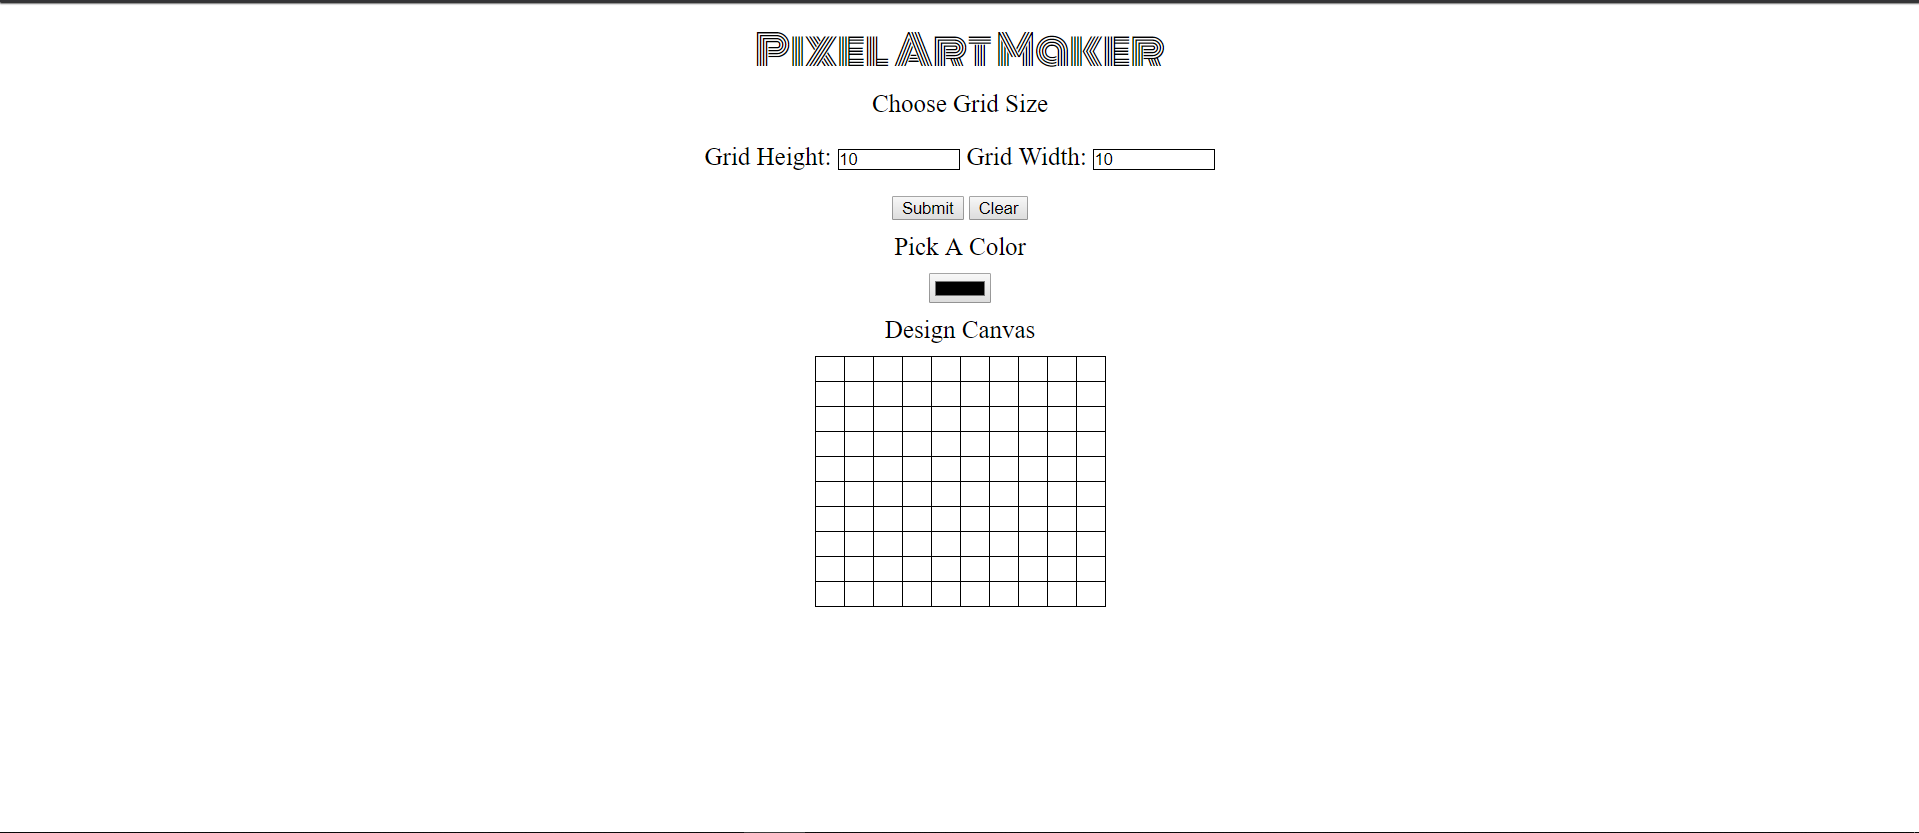 Pixel Art Maker
Choose Grid Size
Grid Height: 10 Grid Width: 10
Submit Clear
Pick A Color
Design Canvas